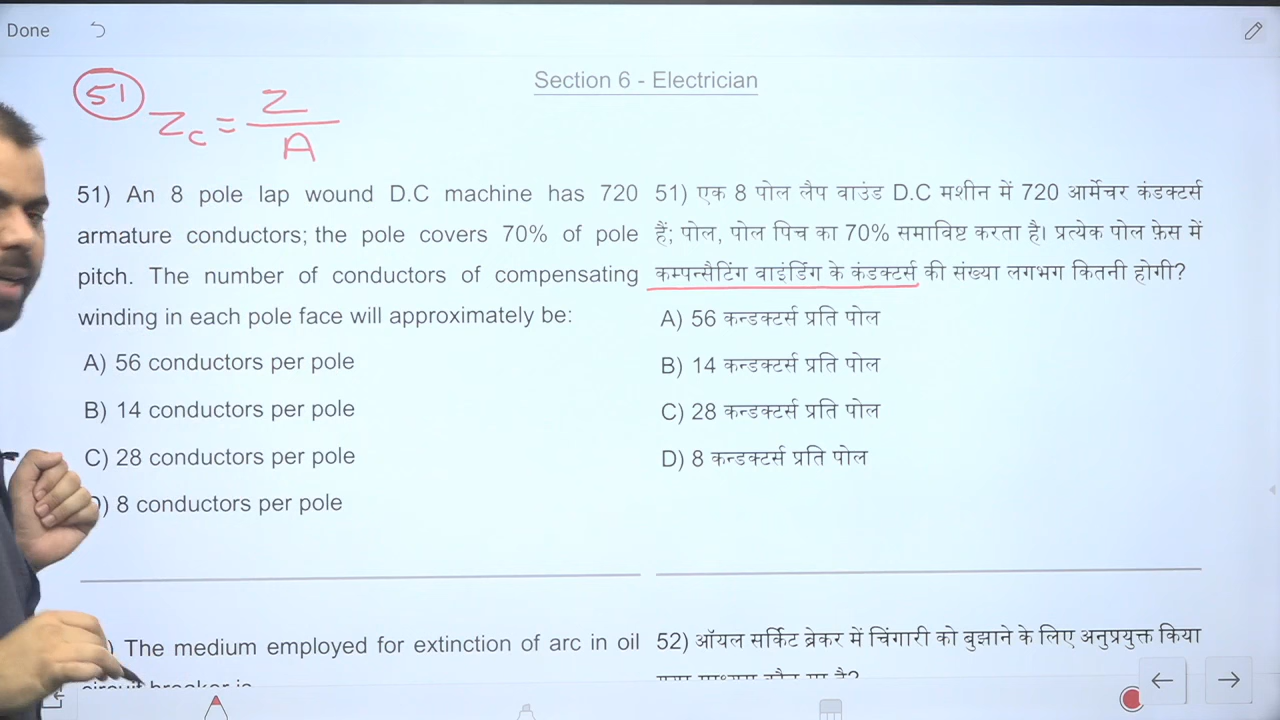 Done
Section 6 - Electrician
51
Zc = Z / A
51) An 8 pole lap wound D.C machine has 720
armature conductors; the pole covers 70% of pole
pitch. The number of conductors of compensating
winding in each pole face will approximately be:
A) 56 conductors per pole
B) 14 conductors per pole
C) 28 conductors per pole
) 8 conductors per pole
51) एक 8 पोल लैप वाउंड D.C मशीन में 720 आर्मेचर कंडक्टर्स
हैं; पोल, पोल पिच का 70% समाविष्ट करता है। प्रत्येक पोल फ़ेस में
कम्पन्सैटिंग वाइंडिंग के कंडक्टर्स की संख्या लगभग कितनी होगी?
A) 56 कन्डक्टर्स प्रति पोल
B) 14 कन्डक्टर्स प्रति पोल
C) 28 कन्डक्टर्स प्रति पोल
D) 8 कन्डक्टर्स प्रति पोल
) The medium employed for extinction of arc in oil
52) ऑयल सर्किट ब्रेकर में चिंगारी को बुझाने के लिए अनुप्रयुक्त किया